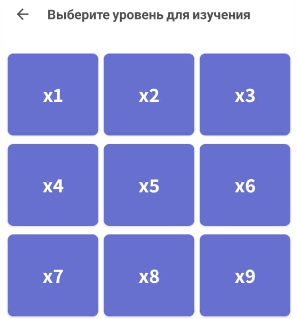 Выберите уровень для изучения
x1 x2 x3
x4 x5 x6
x7 x8 x9